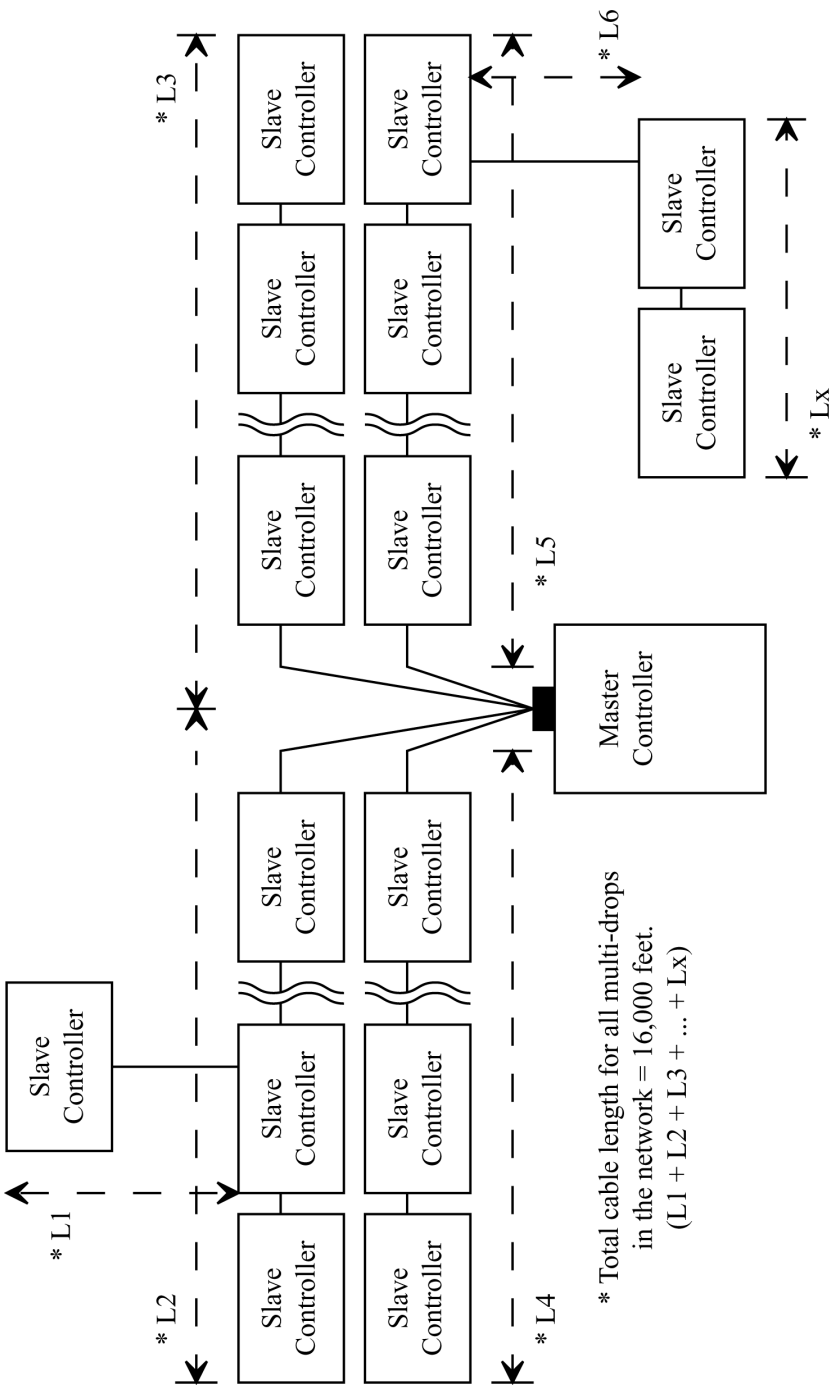 * L1
Slave
Controller
* L2
* L3
Slave
Controller
Slave
Controller
Slave
Controller
Slave
Controller
Slave
Controller
Slave
Controller
Slave
Controller
Slave
Controller
Slave
Controller
Slave
Controller
Slave
Controller
Slave
Controller
* L4
* L5
* L6
* Total cable length for all multi-drops
in the network = 16,000 feet.
(L1 + L2 + L3 + ... + Lx)
Master
Controller
Slave
Controller
Slave
Controller
* Lx